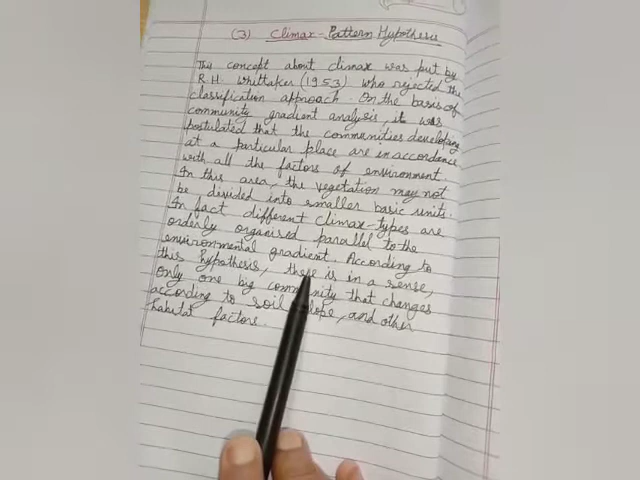 (3) Climax-Pattern Hypothesis
This concept about climax was put by
R.H. Whittaker (1953) who rejected the
classification approach. On the basis of
community gradient analysis, it was
postulated that the communities developing
at a particular place are in accordance
with all the factors of environment
In this area, the vegetation may not
be divided into smaller basic units.
In fact different climax-types are
orderly organised parallel to the
environmental gradient. According to
this hypothesis, there is in a sense,
only one big community that changes
according to soil slope, and other
habitat factors.